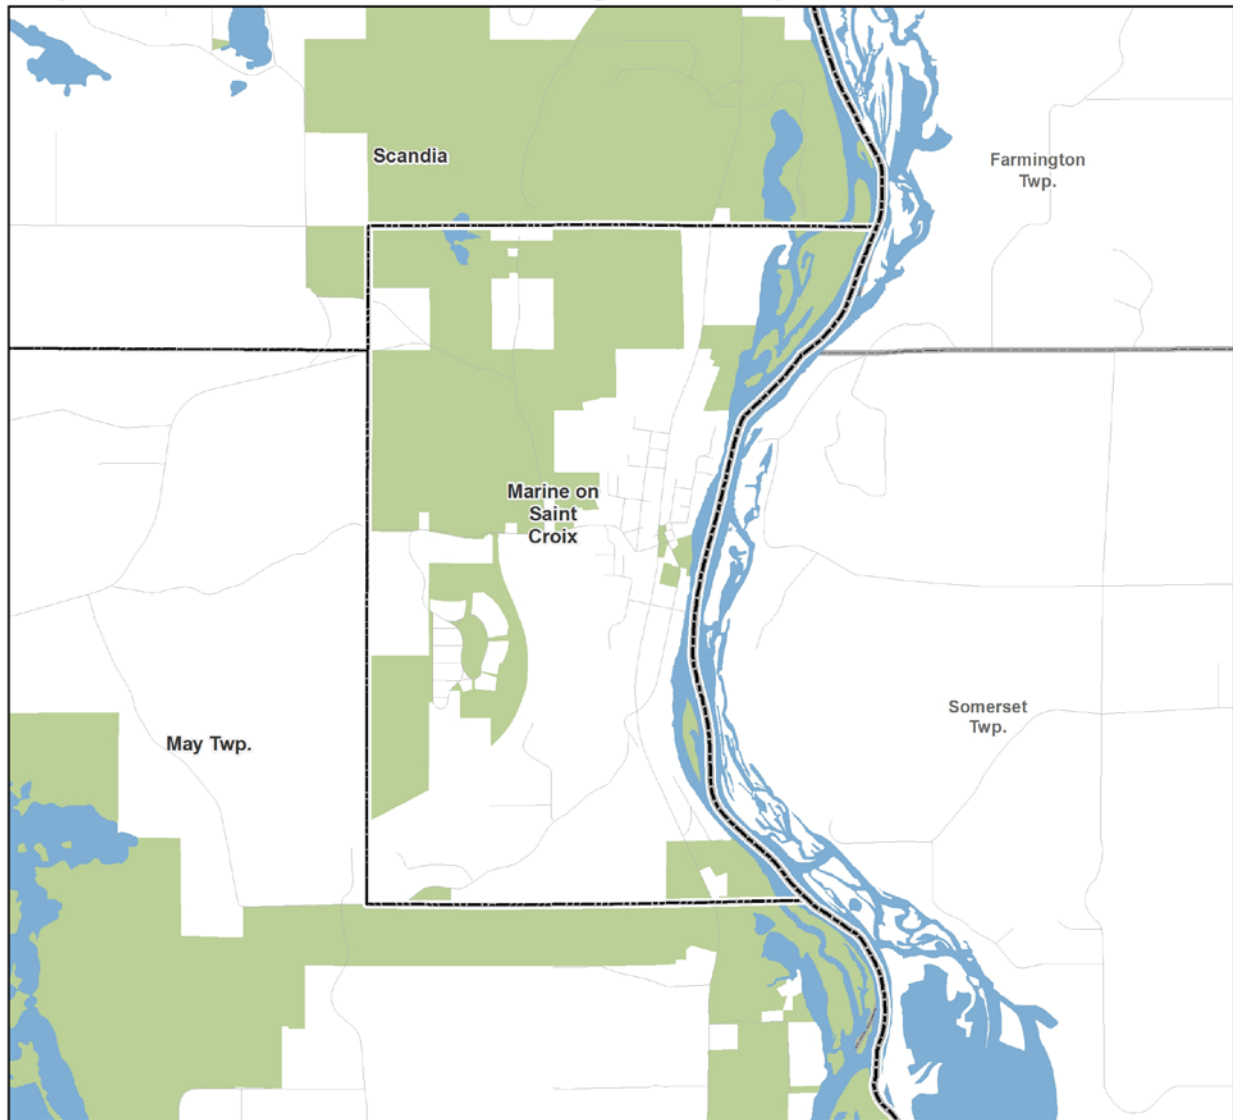 Scandia
Farmington
Twp.
Marine on
Saint
Croix
Somerset
Twp.
May Twp.